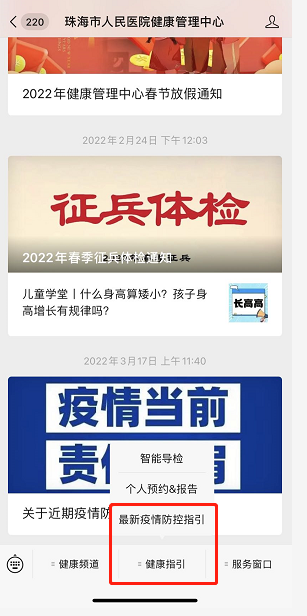 220
珠海市人民医院健康管理中心
2022年健康管理中心春节放假通知
2022年2月24日 下午12:03
征兵体检
2022年春季征兵体检通知
儿童学堂丨什么身高算矮小？孩子身
高增长有规律吗？
长高高
2022年3月17日 上午11:40
疫情当前
智能导检
个人预约&报告
关于近期疫情防
最新疫情防控指引
健康频道
健康指引
服务窗口